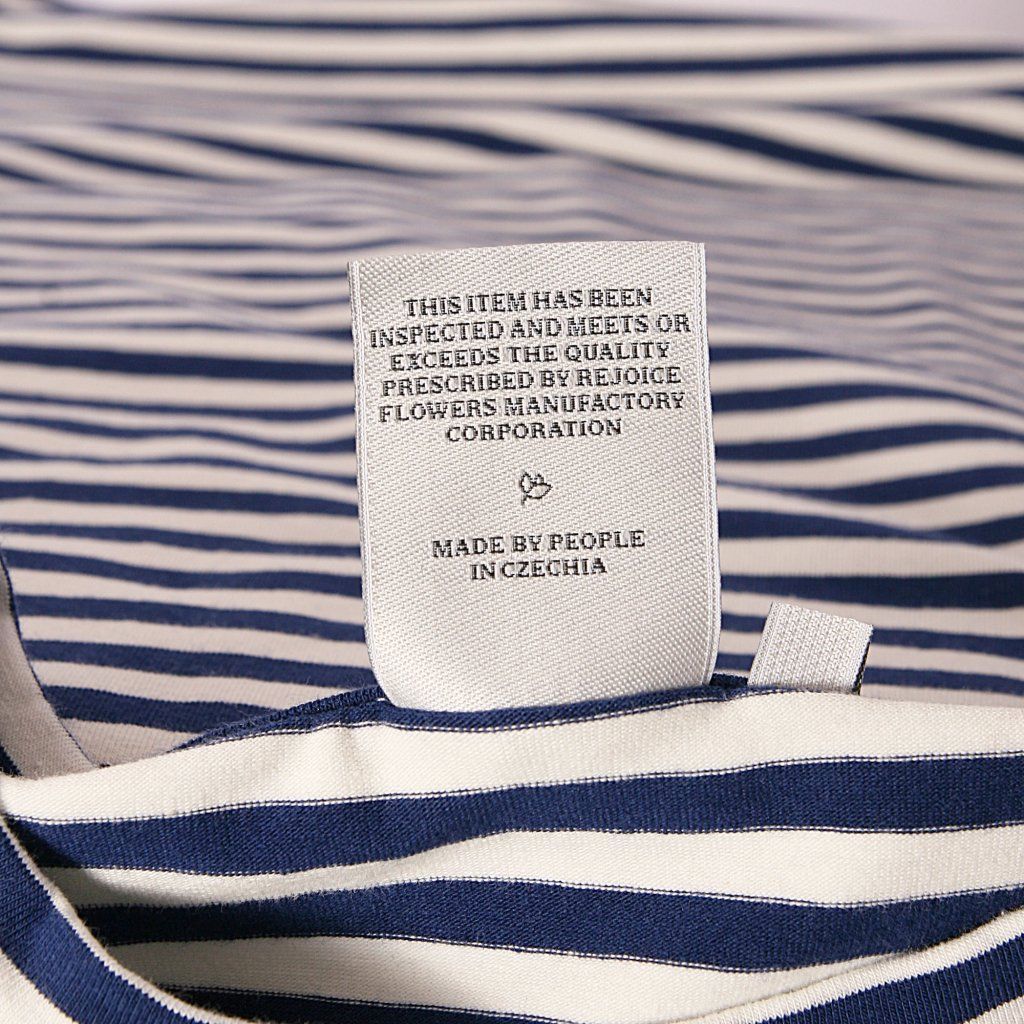 THIS ITEM HAS BEEN
INSPECTED AND MEETS OR
EXCEEDS THE QUALITY
PRESCRIBED BY REJOICE
FLOWERS MANUFACTORY
CORPORATION
MADE BY PEOPLE
IN CZECHIA